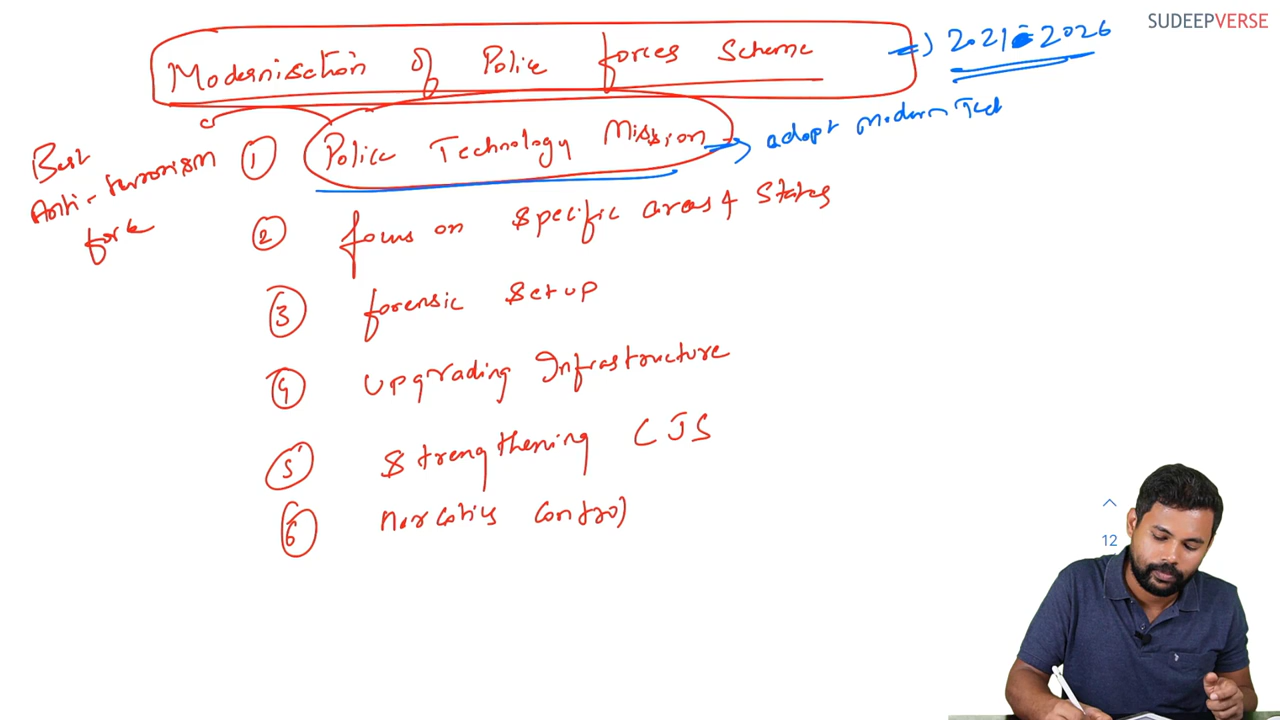 SUDEEPVERSE
Modernisation of Police forces Scheme => 2021-2026
① Police Technology Mission → adopt modern Tech
Best
Anti-terrorism
force
② focus on specific areas & States
③ forensic setup
④ upgrading Infrastructure
⑤ Strengthening CJS
⑥ narcotics control
12